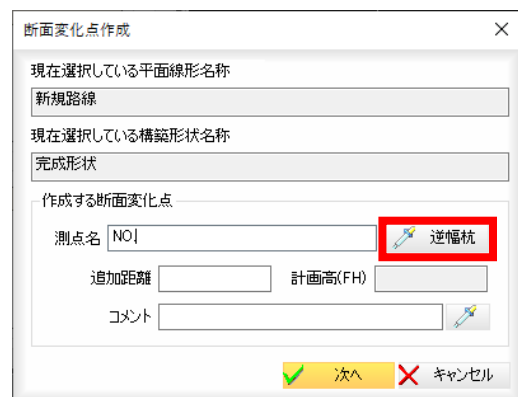 断面変化点作成
現在選択している平面線形名称
新規路線
現在選択している構築形状名称
完成形状
作成する断面変化点
測点名 NO. 逆幅杭
追加距離 計画高(FH)
コメント
次へ キャンセル